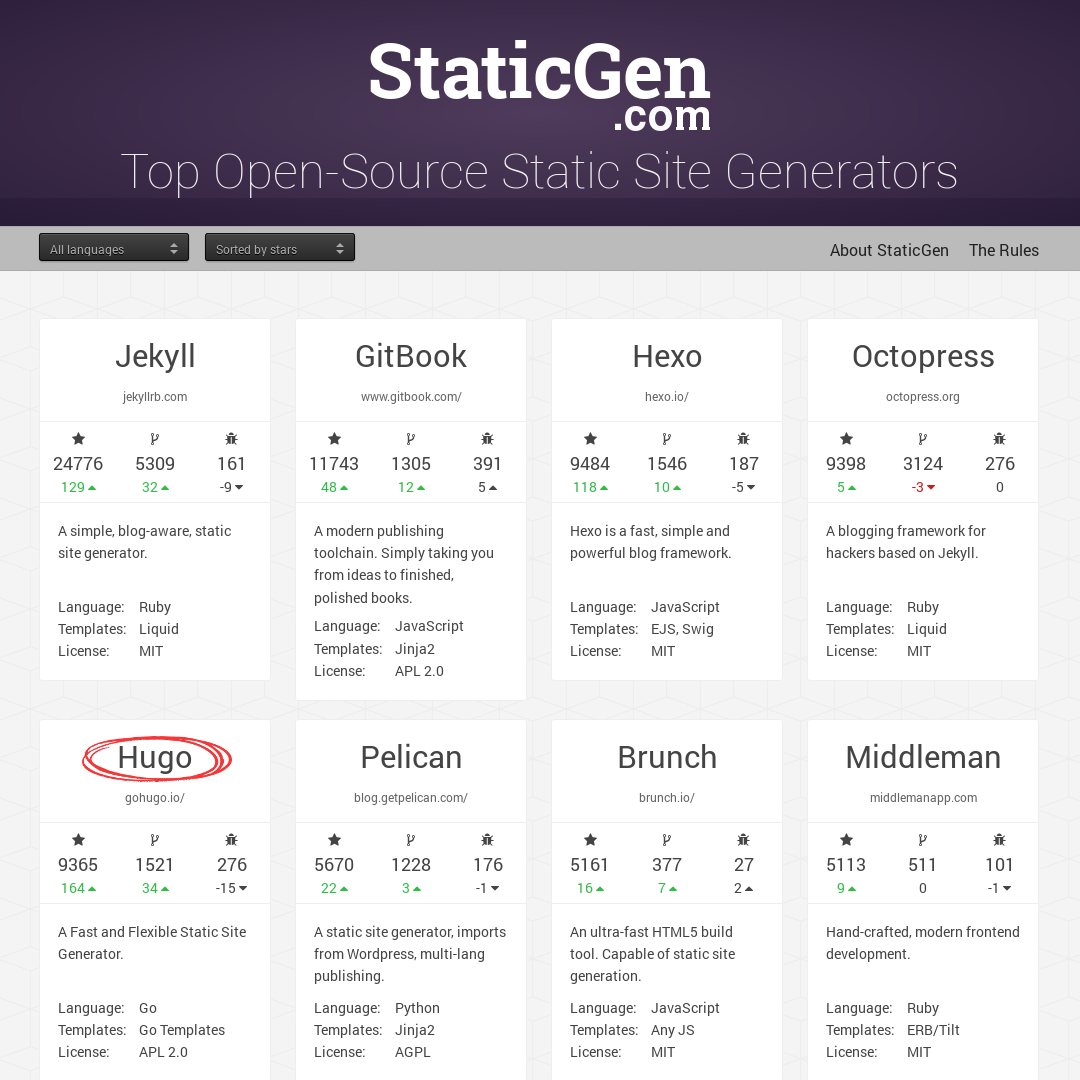 StaticGen
.com
Top Open-Source Static Site Generators
All languages
Sorted by stars
About StaticGen
The Rules
Jekyll
jekyllrb.com
24776 5309 161
129 32 -9
A simple, blog-aware, static
site generator.
Language: Ruby
Templates: Liquid
License: MIT
GitBook
www.gitbook.com/
11743 1305 391
48 12 5
A modern publishing
toolchain. Simply taking you
from ideas to finished,
polished books.
Language: JavaScript
Templates: Jinja2
License: APL 2.0
Hexo
hexo.io/
9484 1546 187
118 10 -5
Hexo is a fast, simple and
powerful blog framework.
Language: JavaScript
Templates: EJS, Swig
License: MIT
Octopress
octopress.org
9398 3124 276
5 -3 0
A blogging framework for
hackers based on Jekyll.
Language: Ruby
Templates: Liquid
License: MIT
Hugo
gohugo.io/
9365 1521 276
164 34 -15
A Fast and Flexible Static Site
Generator.
Language: Go
Templates: Go Templates
License: APL 2.0
Pelican
blog.getpelican.com/
5670 1228 176
22 3 -1
A static site generator, imports
from Wordpress, multi-lang
publishing.
Language: Python
Templates: Jinja2
License: AGPL
Brunch
brunch.io/
5161 377 27
16 7 2
An ultra-fast HTML5 build
tool. Capable of static site
generation.
Language: JavaScript
Templates: Any JS
License: MIT
Middleman
middlemanapp.com
5113 511 101
9 0 -1
Hand-crafted, modern frontend
development.
Language: Ruby
Templates: ERB/Tilt
License: MIT